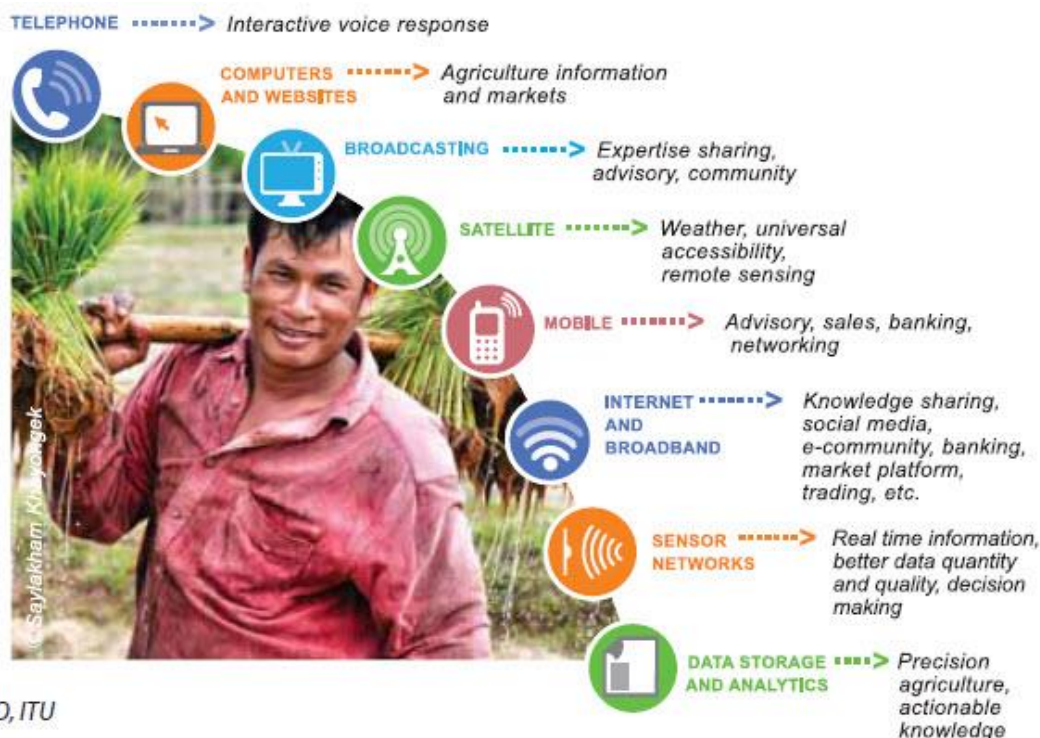 TELEPHONE Interactive voice response
COMPUTERS AND WEBSITES
Agriculture information and markets
BROADCASTING
Expertise sharing, advisory, community
SATELLITE
Weather, universal accessibility, remote sensing
MOBILE
Advisory, sales, banking, networking
INTERNET AND BROADBAND
Knowledge sharing, social media, e-community, banking, market platform, trading, etc.
SENSOR NETWORKS
Real time information, better data quantity and quality, decision making
DATA STORAGE AND ANALYTICS
Precision agriculture, actionable knowledge
© Saylakham
ITU